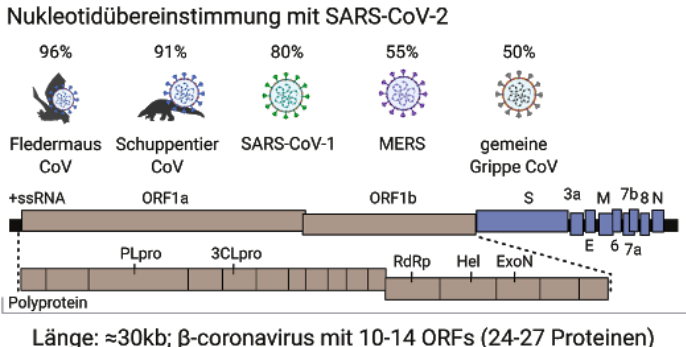 Nukleotidübereinstimmung mit SARS-CoV-2
96% 91% 80% 55% 50%
Fledermaus Schuppentier SARS-CoV-1 MERS gemeine
CoV CoV Grippe CoV
+ssRNA ORF1a ORF1b S 3a M 7b 8 N
E 6 7a
PLpro 3CLpro RdRp Hel ExoN
Polyprotein
Länge: ≈30kb; β-coronavirus mit 10-14 ORFs (24-27 Proteinen)